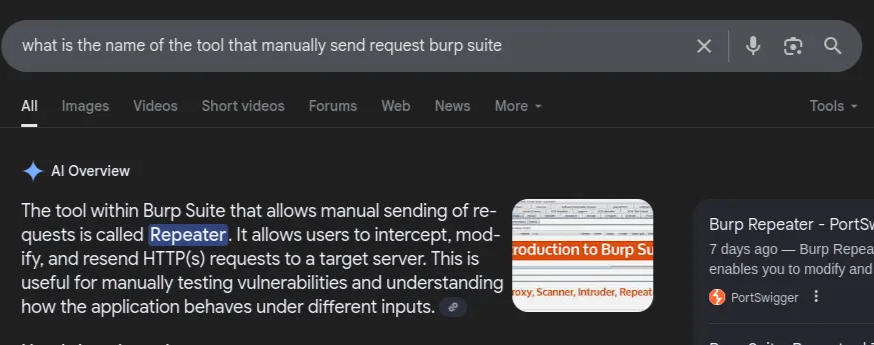 what is the name of the tool that manually send request burp suite
All Images Videos Short videos Forums Web News More Tools
AI Overview
The tool within Burp Suite that allows manual sending of re-
quests is called Repeater. It allows users to intercept, mod-
ify, and resend HTTP(s) requests to a target server. This is
useful for manually testing vulnerabilities and understanding
how the application behaves under different inputs.
roduction to Burp Su
roxy, Scanner, Intruder, Repeat
Burp Repeater - PortSw
7 days ago — Burp Repea
enables you to modify and
PortSwigger